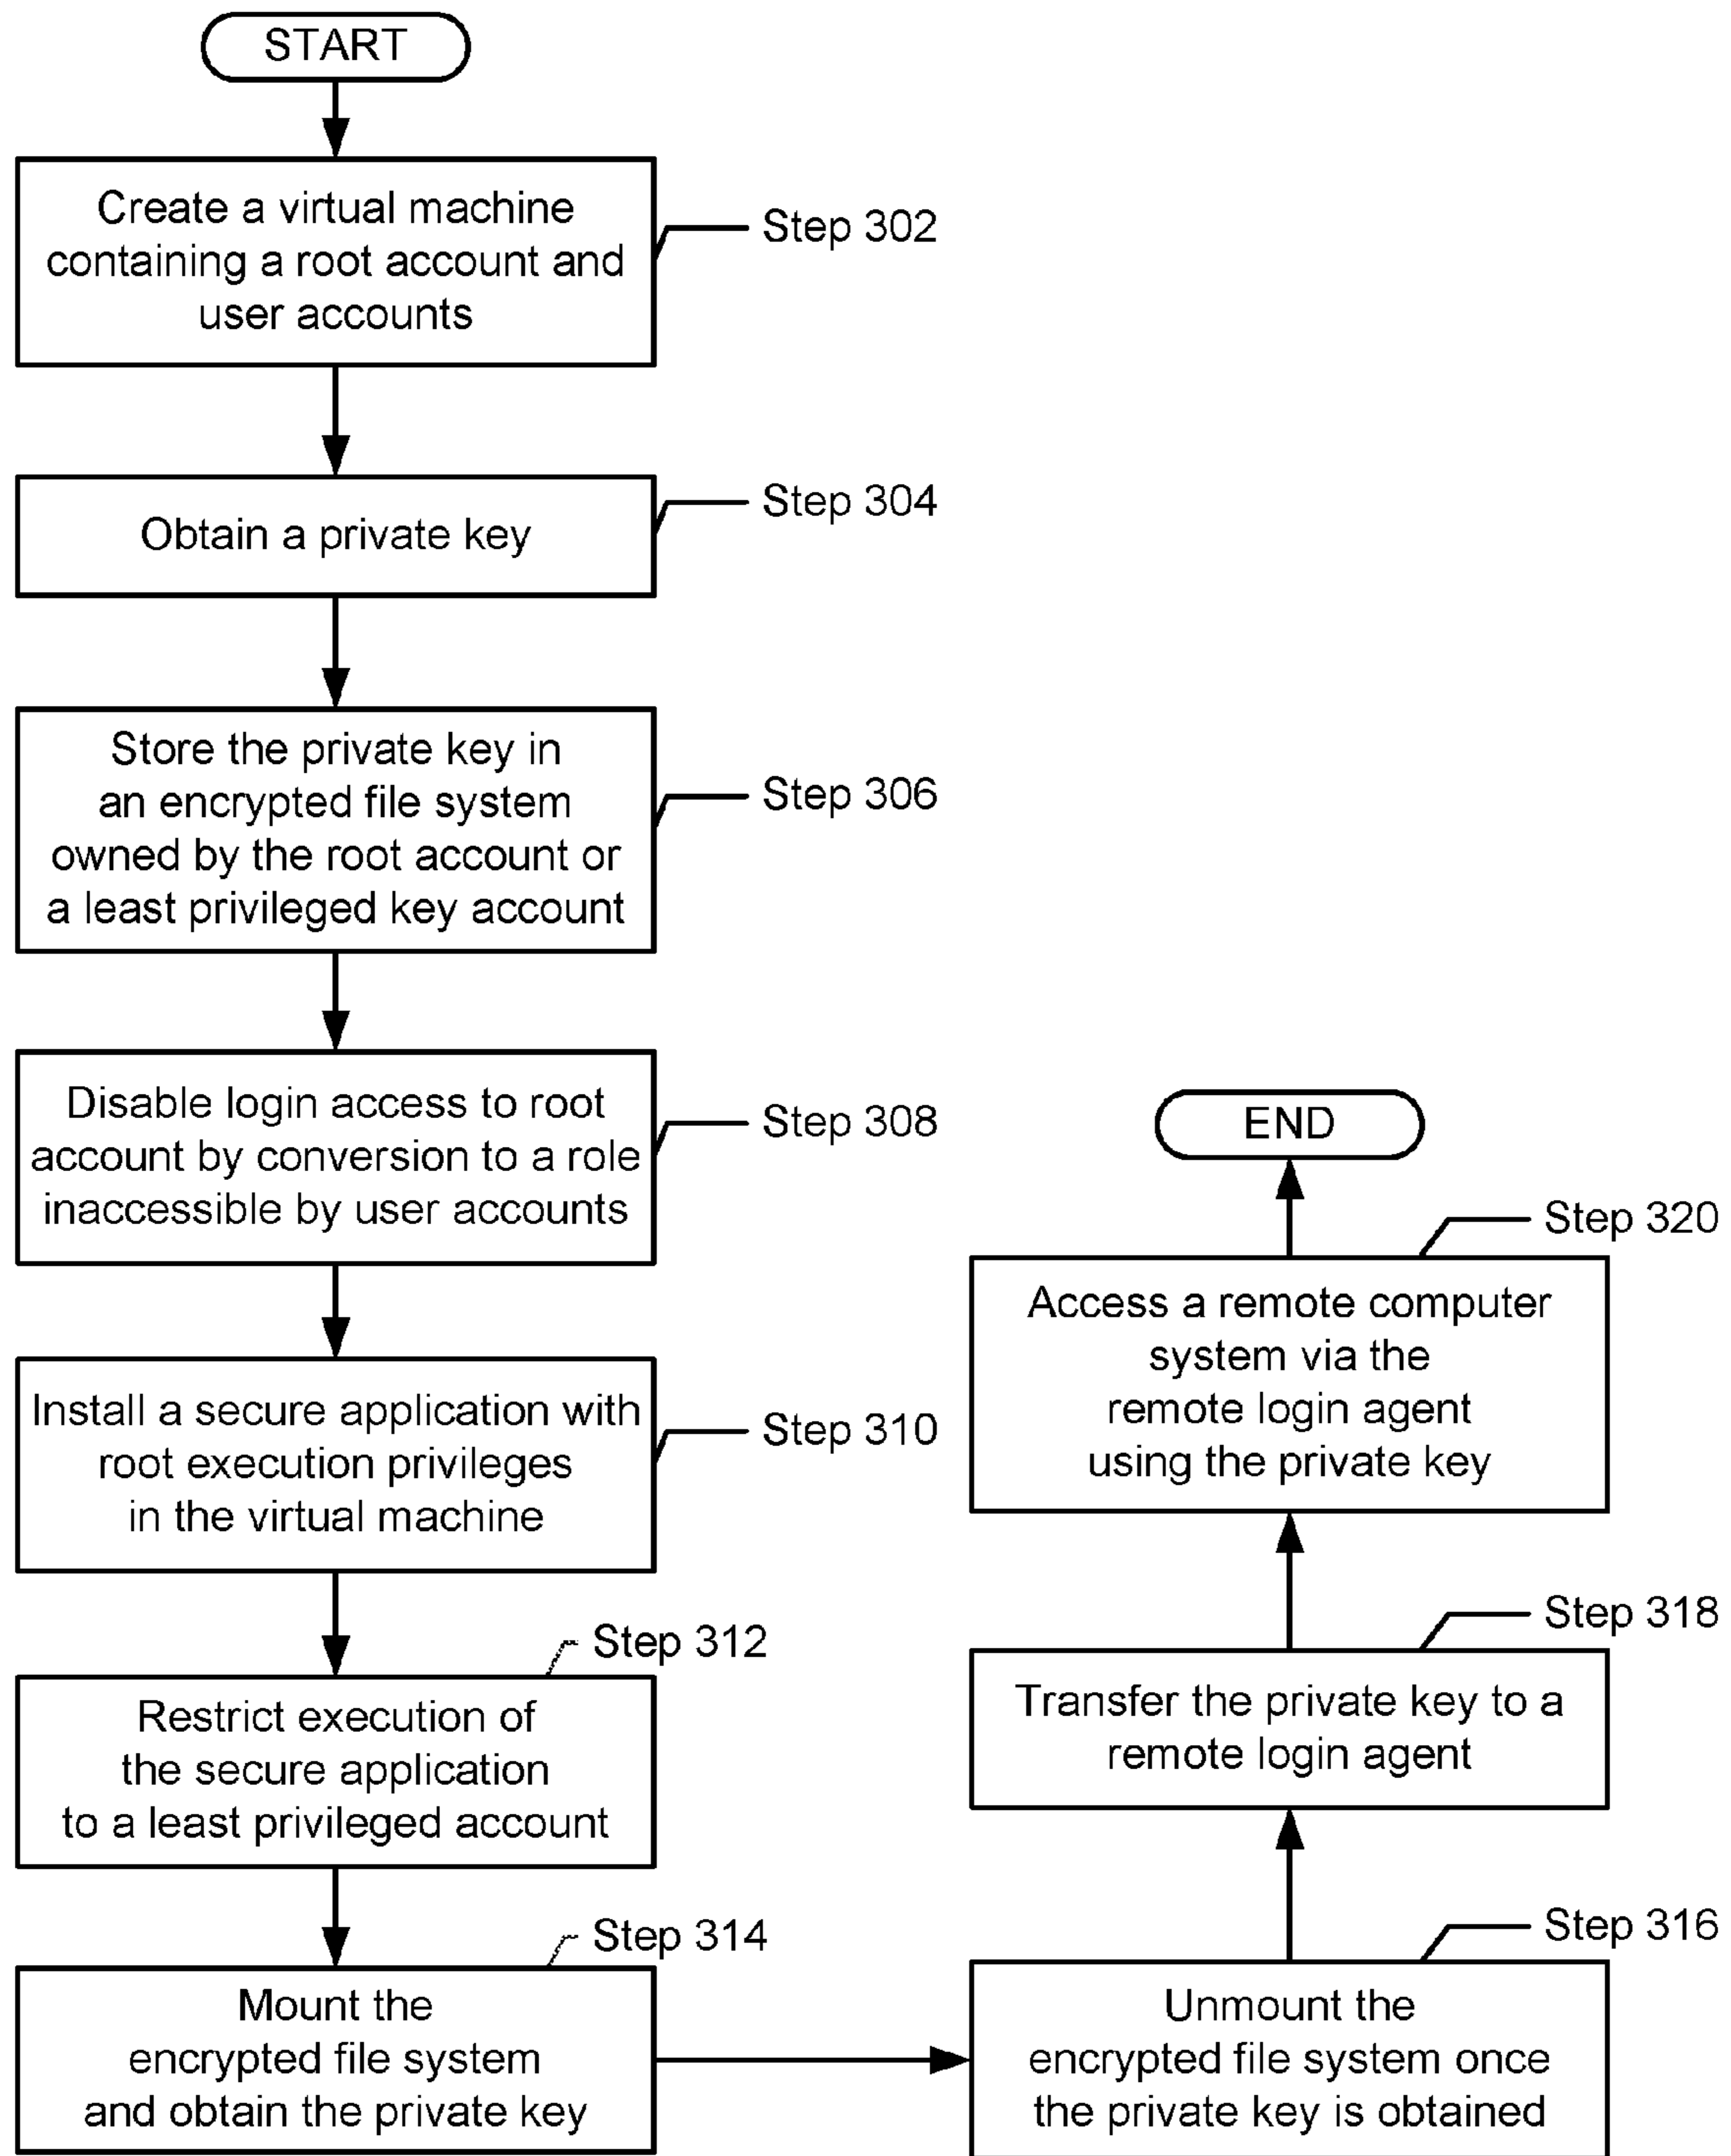 START
Create a virtual machine
containing a root account and
user accounts
Step 302
Obtain a private key
Step 304
Store the private key in
an encrypted file system
owned by the root account or
a least privileged key account
Step 306
Disable login access to root
account by conversion to a role
inaccessible by user accounts
Step 308
Install a secure application with
root execution privileges
in the virtual machine
Step 310
Step 312
Restrict execution of
the secure application
to a least privileged account
Step 314
Mount the
encrypted file system
and obtain the private key
Step 316
Unmount the
encrypted file system once
the private key is obtained
Step 318
Transfer the private key to a
remote login agent
Step 320
Access a remote computer
system via the
remote login agent
using the private key
END